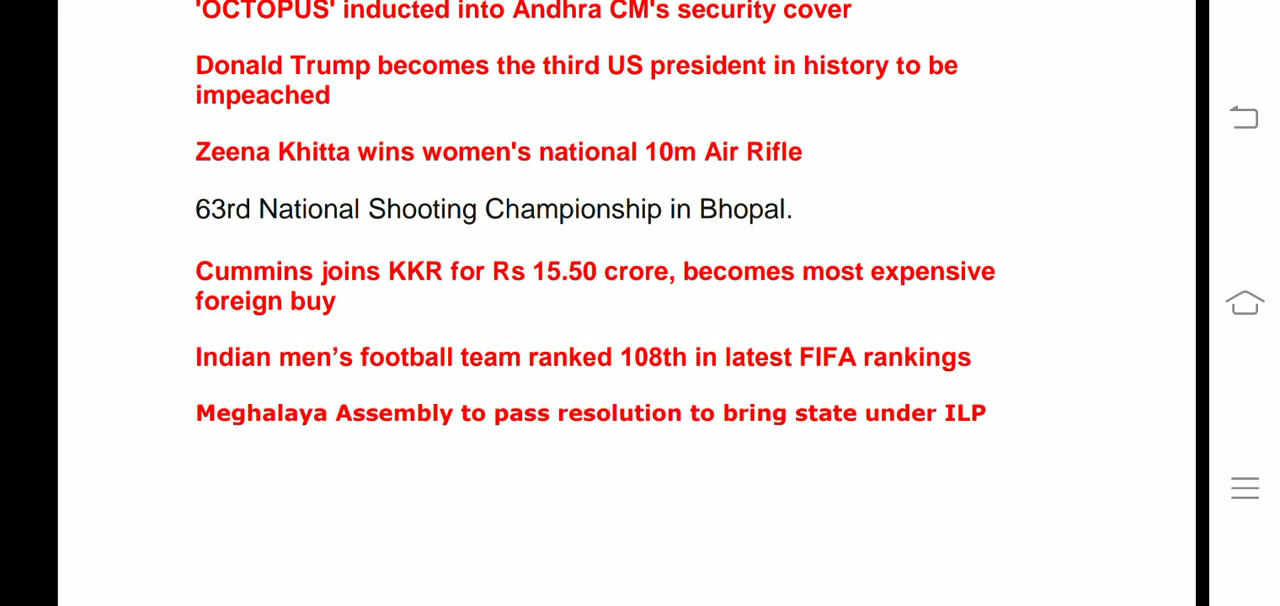 'OCTOPUS' inducted into Andhra CM's security cover
Donald Trump becomes the third US president in history to be
impeached
Zeena Khitta wins women's national 10m Air Rifle
63rd National Shooting Championship in Bhopal.
Cummins joins KKR for Rs 15.50 crore, becomes most expensive
foreign buy
Indian men’s football team ranked 108th in latest FIFA rankings
Meghalaya Assembly to pass resolution to bring state under ILP